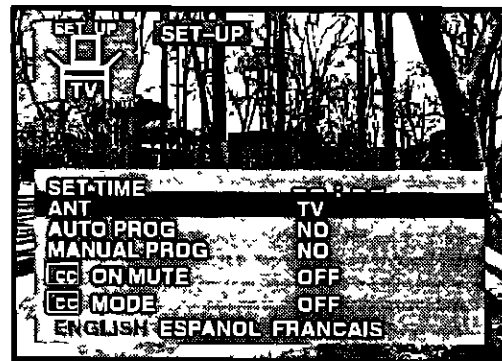 SET UP
SET-UP
TV
SET-TIME --:--
ANT TV
AUTO PROG NO
MANUAL PROG NO
CC ON MUTE OFF
CC MODE OFF
ENGLISH ESPANOL FRANCAIS